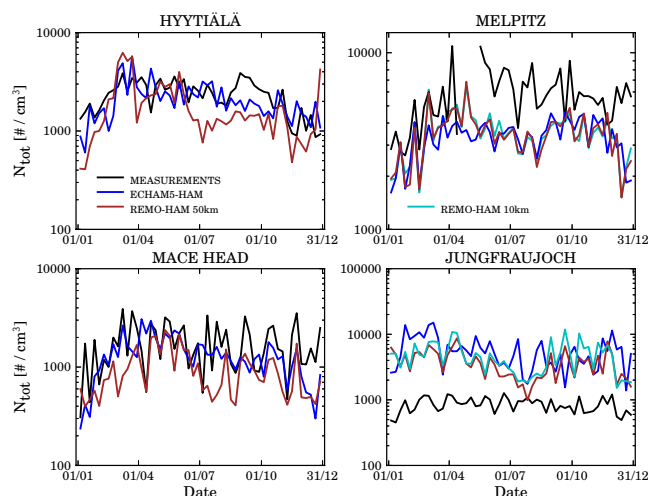 HYYTIÄLÄ
MELPITZ
N_tot [# / cm³]
10000
1000
100
MEASUREMENTS
ECHAM5-HAM
REMO-HAM 50km
01/01 01/04 01/07 01/10 31/12
10000
1000
REMO-HAM 10km
01/01 01/04 01/07 01/10 31/12
MACE HEAD
JUNGFRAUJOCH
N_tot [# / cm³]
10000
1000
100
01/01 01/04 01/07 01/10 31/12
Date
100000
10000
1000
100
01/01 01/04 01/07 01/10 31/12
Date